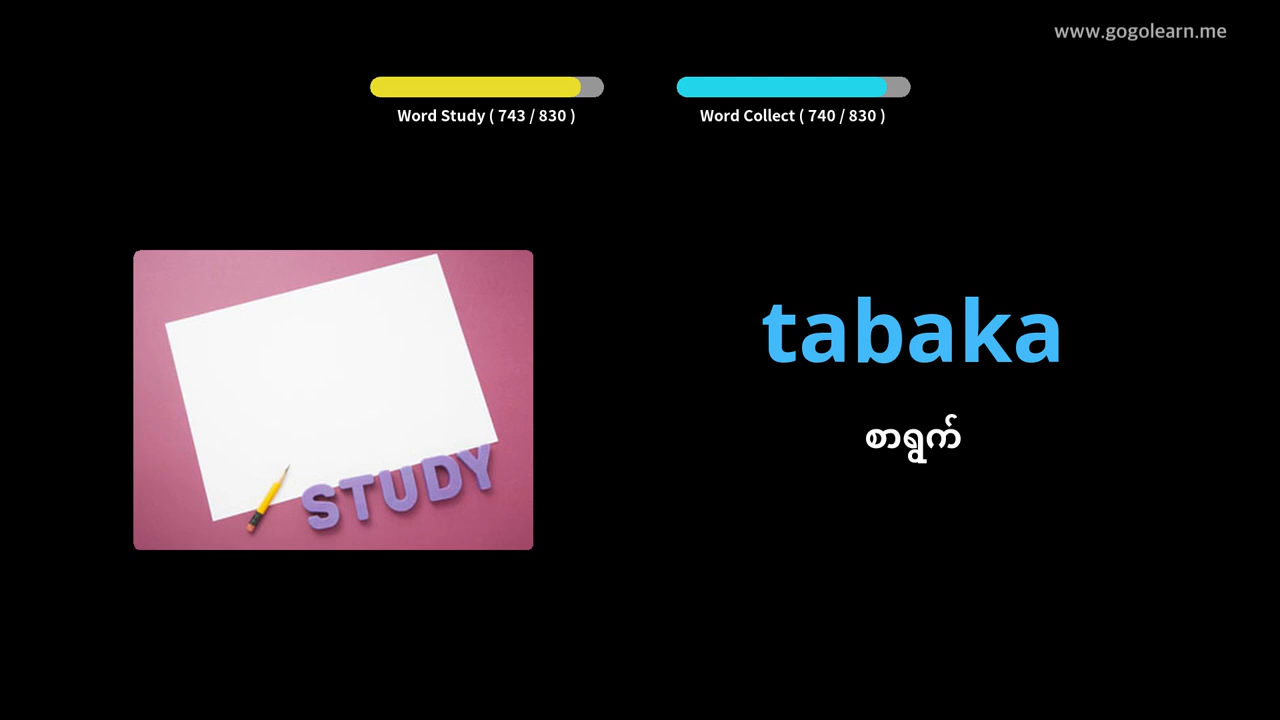 www.gogolearn.me
Word Study ( 743 / 830 )
Word Collect ( 740 / 830 )
tabaka
စာရွက်
STUDY